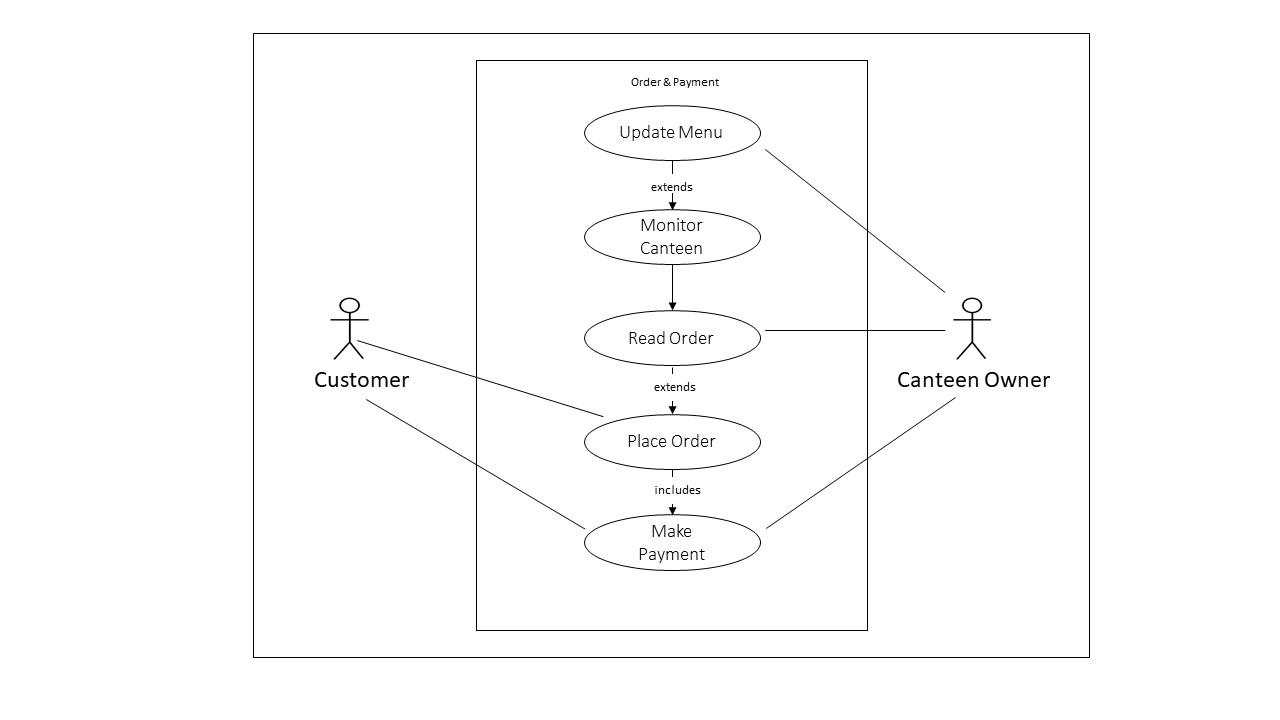 Order & Payment
Update Menu
extends
Monitor
Canteen
Read Order
Customer
Canteen Owner
extends
Place Order
includes
Make
Payment